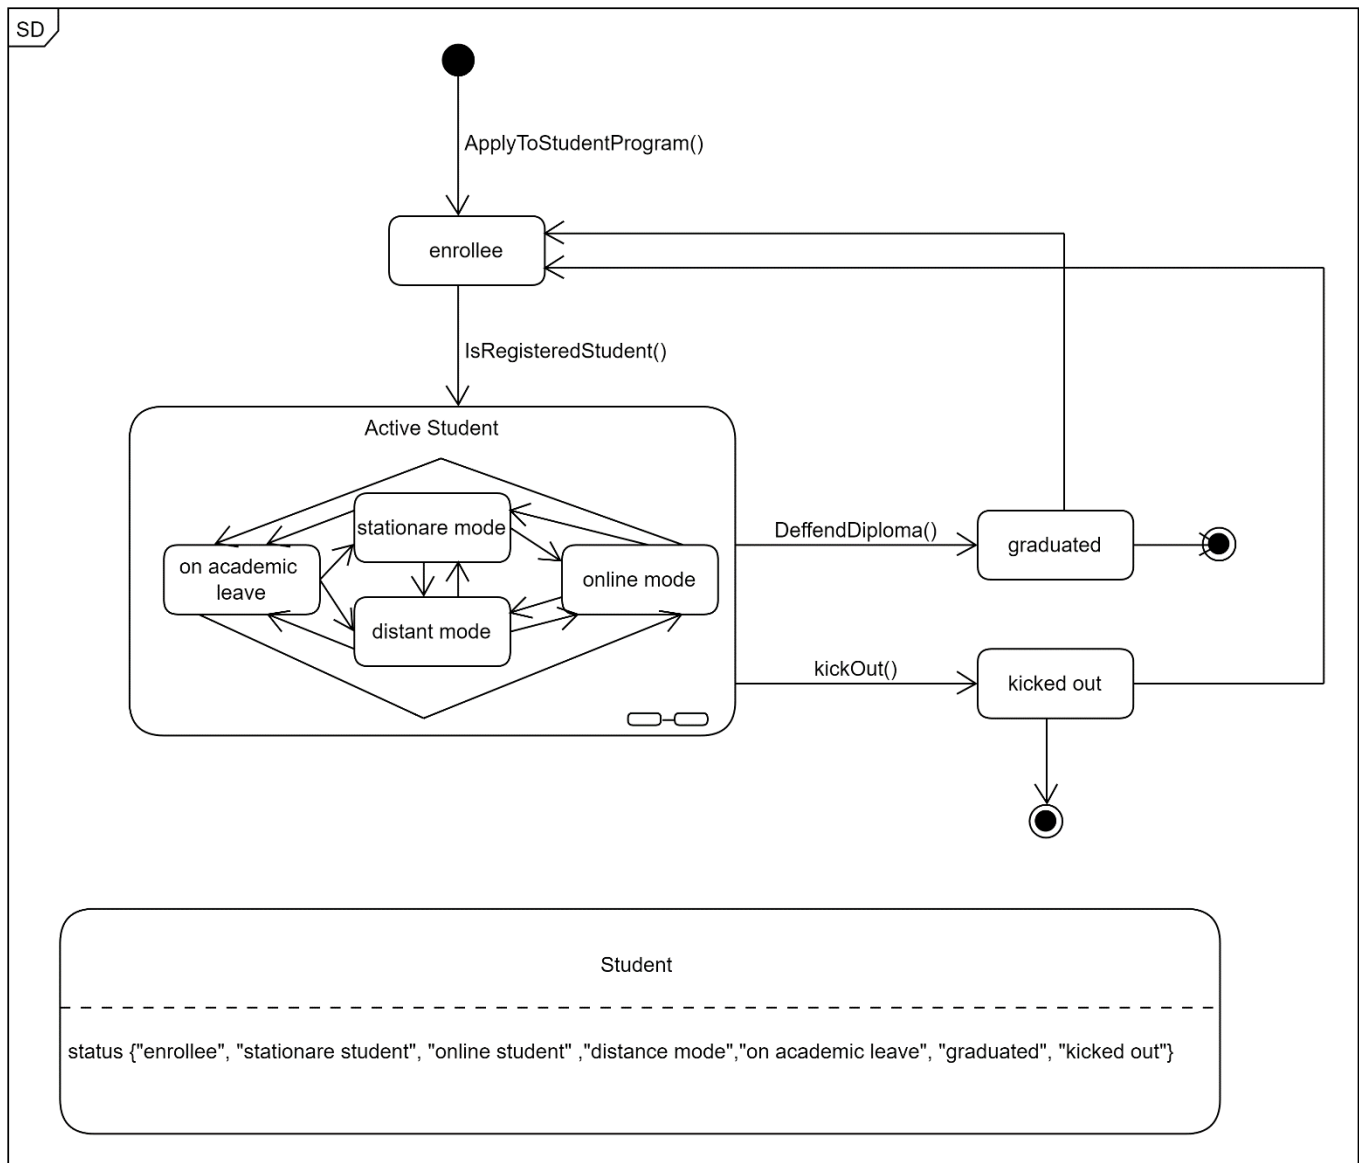 SD
ApplyToStudentProgram()
enrollee
IsRegisteredStudent()
Active Student
stationare mode
on academic
leave
online mode
distant mode
DeffendDiploma()
graduated
kickOut()
kicked out
Student
status {"enrollee", "stationare student", "online student" ,"distance mode","on academic leave", "graduated", "kicked out"}